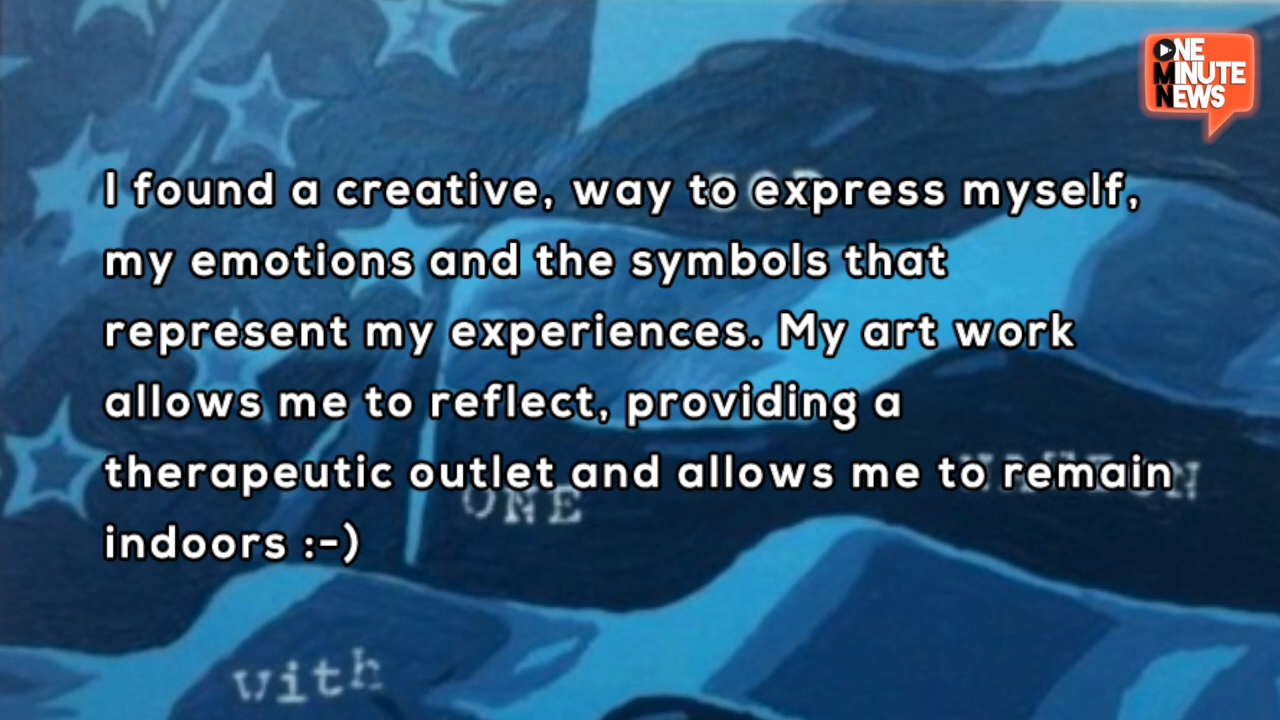 ONE
MINUTE
NEWS
I found a creative, way to express myself,
my emotions and the symbols that
represent my experiences. My art work
allows me to reflect, providing a
therapeutic outlet and allows me to remain
indoors :-)
ONE
with